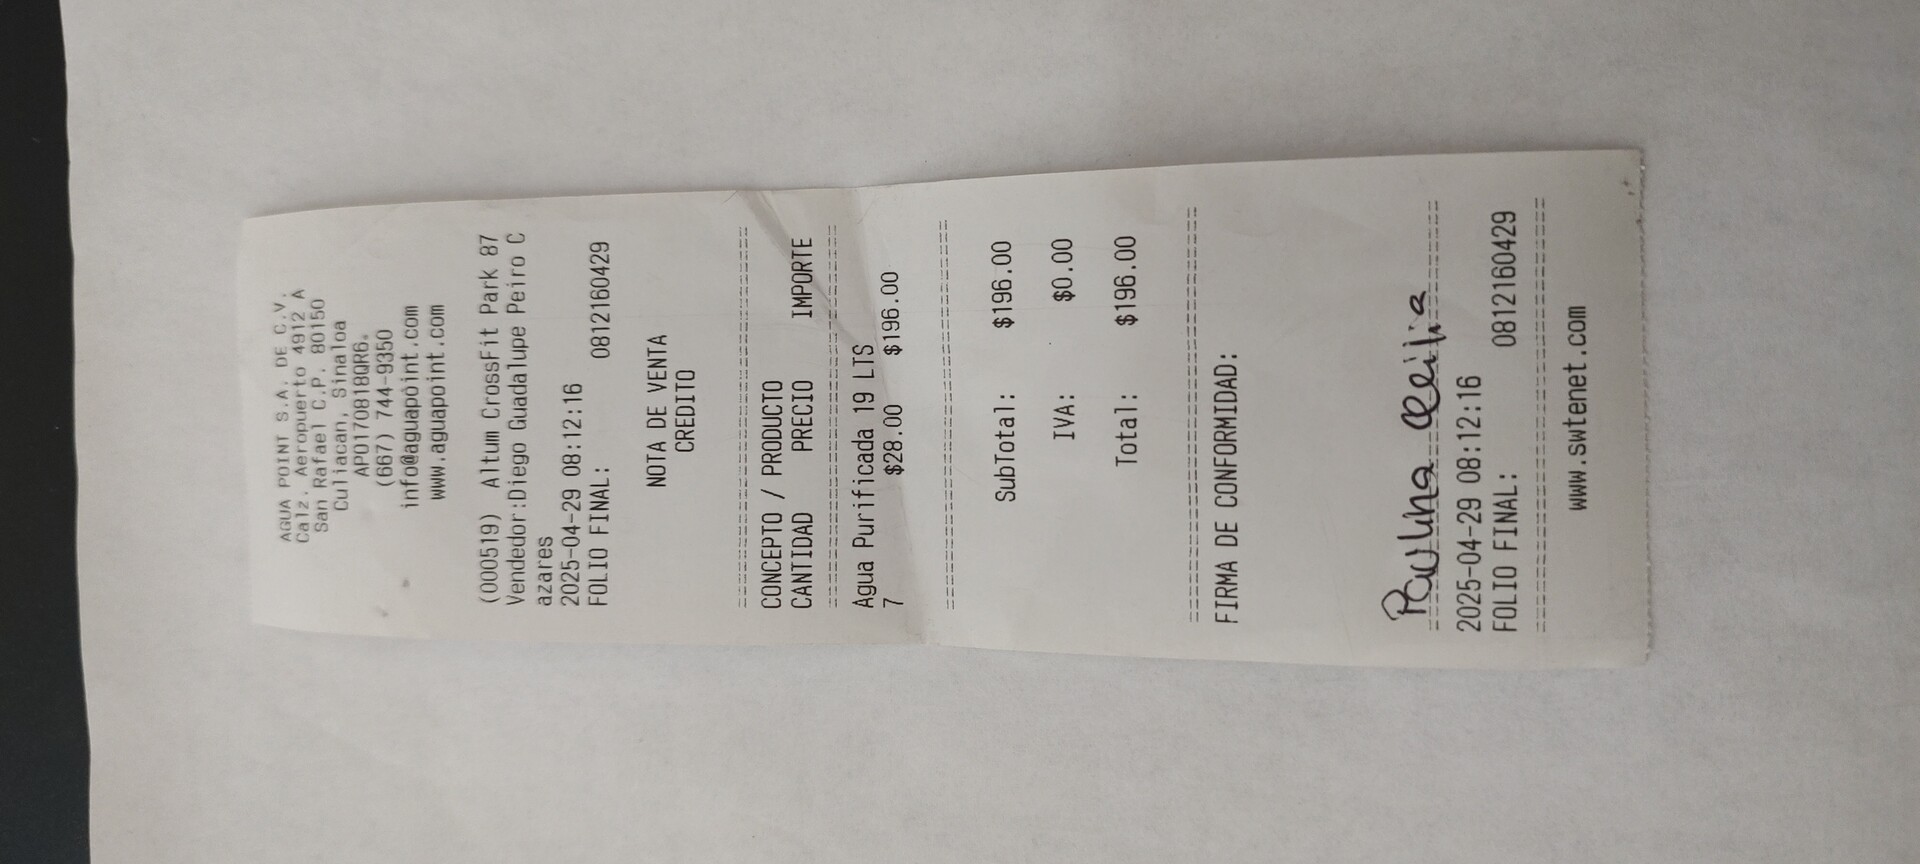 AGUA POINT S.A. DE C.V.
Calz. Aeropuerto 4912 A
San Rafael C.P. 80150
Culiacan, Sinaloa
APO170818QR6.
(667) 744-9350
info@aguapoint.com
www.aguapoint.com
(000519) Altum CrossFit Park 87
Vendedor:Diego Guadalupe Peiro C
azares
2025-04-29 08:12:16
FOLIO FINAL: 0812160429
NOTA DE VENTA
CREDITO
CONCEPTO / PRODUCTO
CANTIDAD PRECIO IMPORTE
Agua Purificada 19 LTS
7 $28.00 $196.00
SubTotal: $196.00
IVA: $0.00
Total: $196.00
FIRMA DE CONFORMIDAD:
Paulina
2025-04-29 08:12:16
FOLIO FINAL: 0812160429
www.swtenet.com